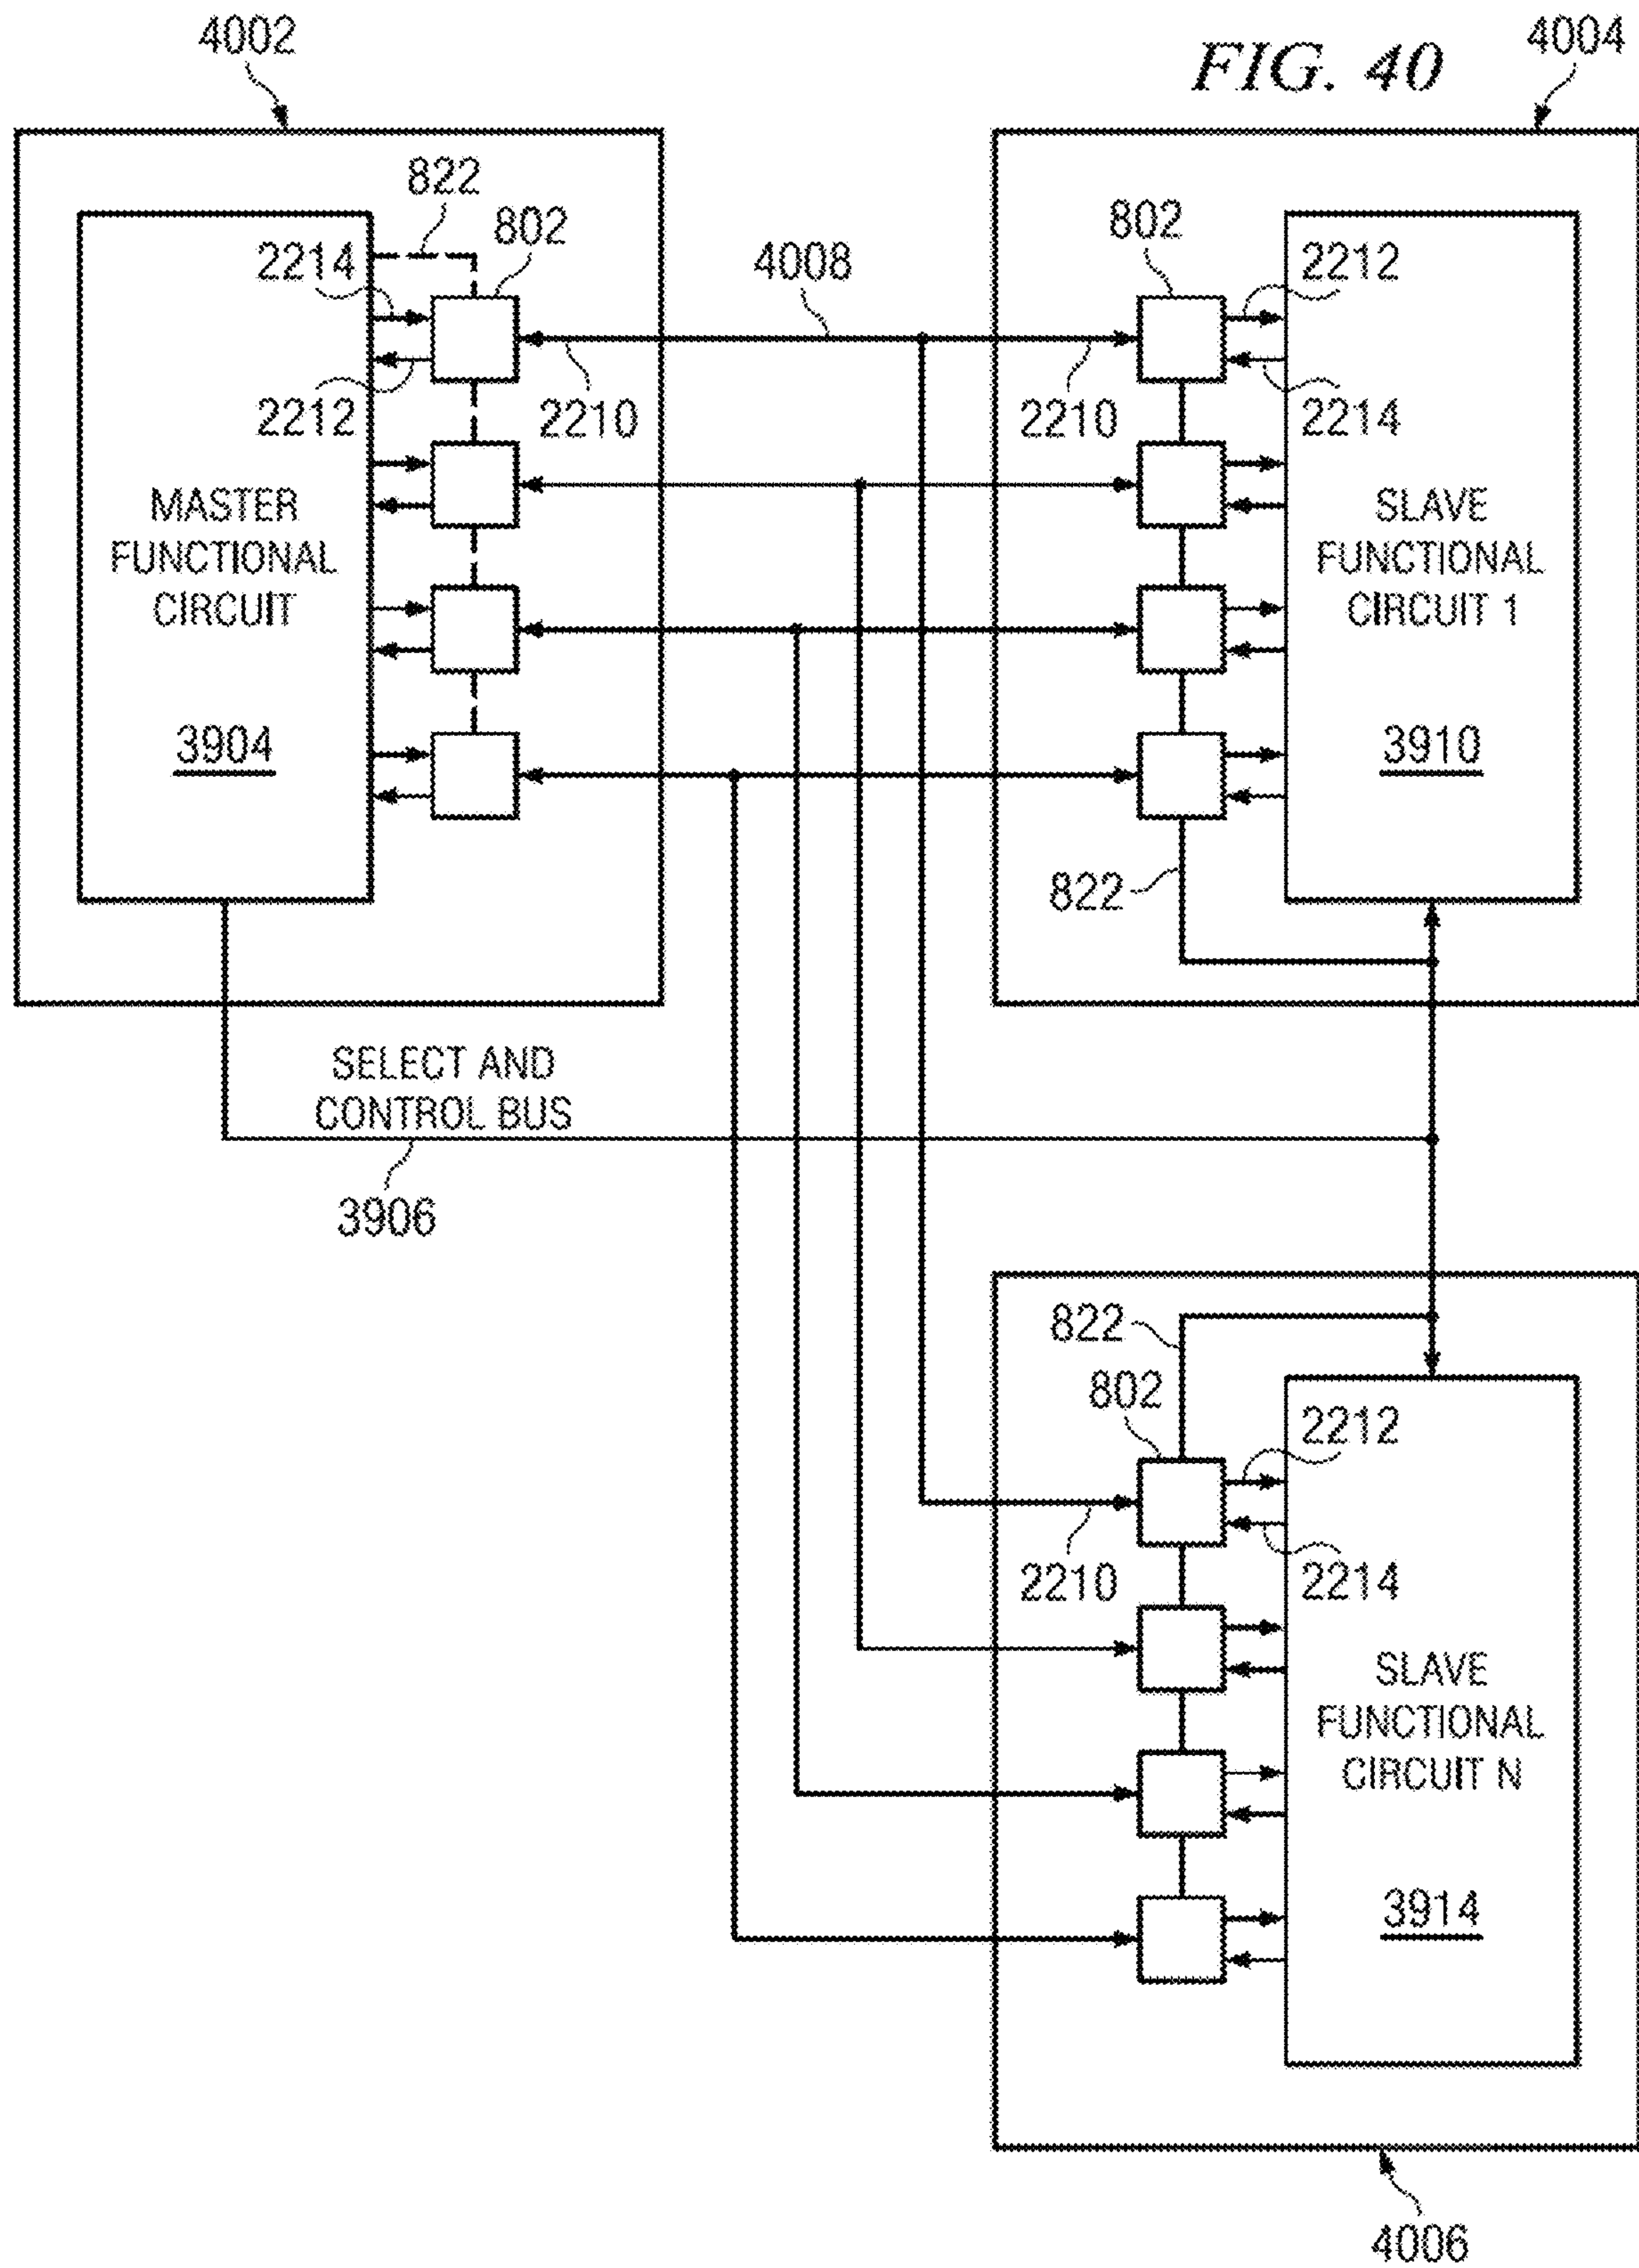 4002
FIG. 40
4004
822
802
2214
2212
2210
4008
MASTER
FUNCTIONAL
CIRCUIT
3904
802
2212
2210
2214
SLAVE
FUNCTIONAL
CIRCUIT 1
3910
822
SELECT AND
CONTROL BUS
3906
822
802
2212
2210
2214
SLAVE
FUNCTIONAL
CIRCUIT N
3914
4006